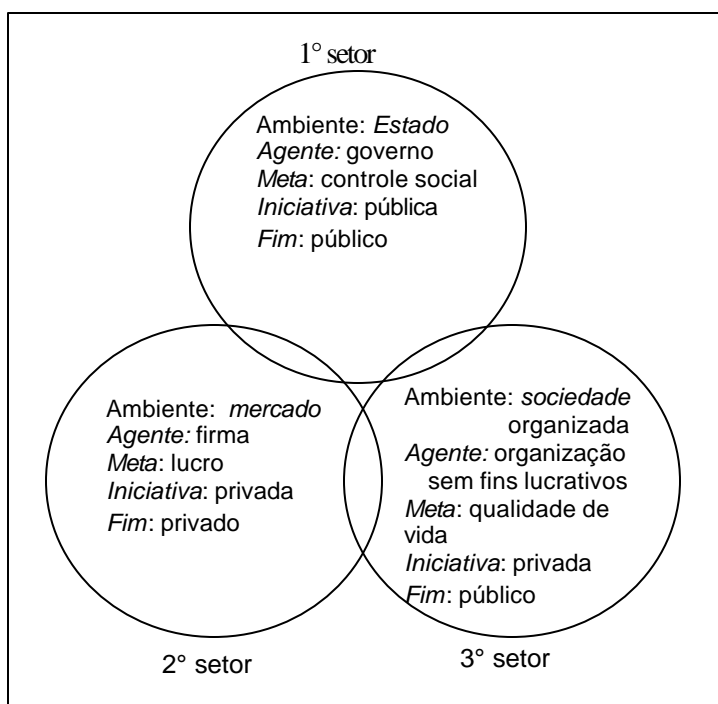 1° setor
Ambiente: Estado
Agente: governo
Meta: controle social
Iniciativa: pública
Fim: público
Ambiente: mercado
Agente: firma
Meta: lucro
Iniciativa: privada
Fim: privado
2° setor
Ambiente: sociedade
organizada
Agente: organização
sem fins lucrativos
Meta: qualidade de
vida
Iniciativa: privada
Fim: público
3° setor